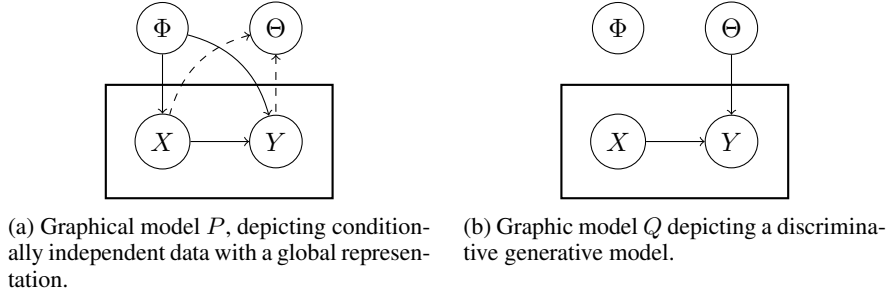 Φ
Θ
X
Y
(a) Graphical model P, depicting condition-
ally independent data with a global represen-
tation.
Φ
Θ
X
Y
(b) Graphic model Q depicting a discrimina-
tive generative model.